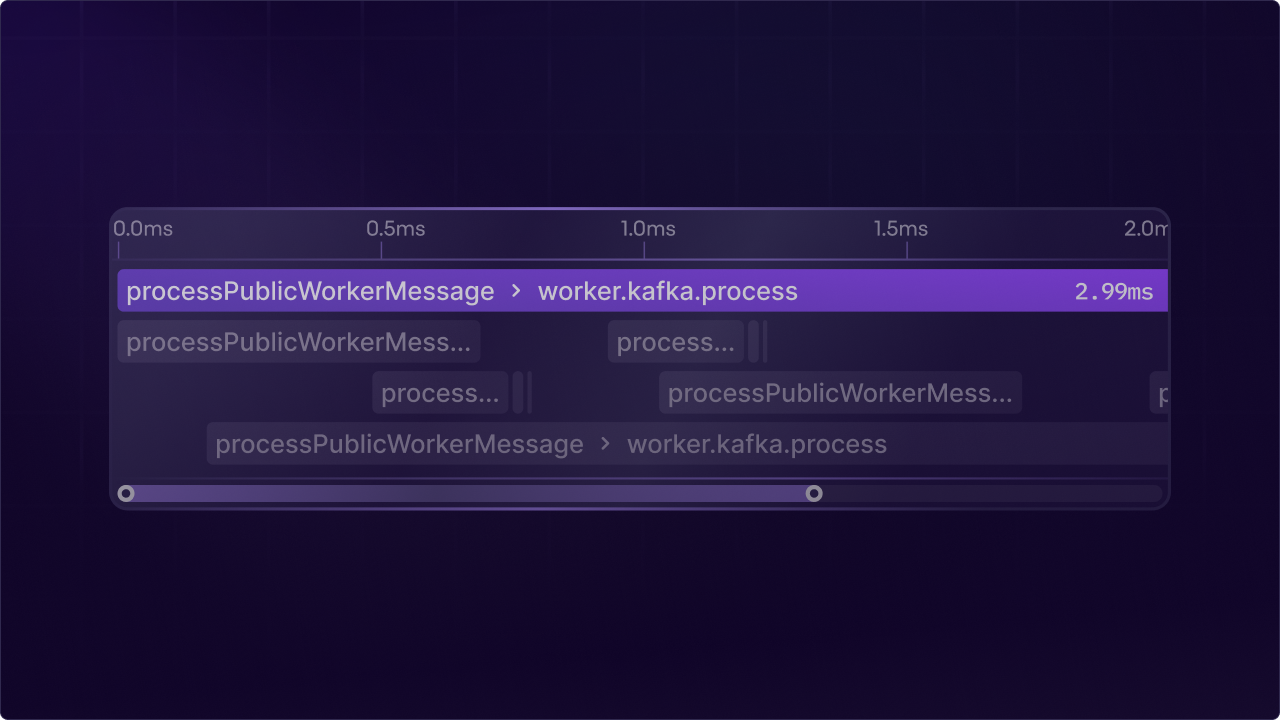 0.0ms 0.5ms 1.0ms 1.5ms 2.0m
processPublicWorkerMessage > worker.kafka.process 2.99ms
processPublicWorkerMess... process...
process... processPublicWorkerMess... p
processPublicWorkerMessage > worker.kafka.process